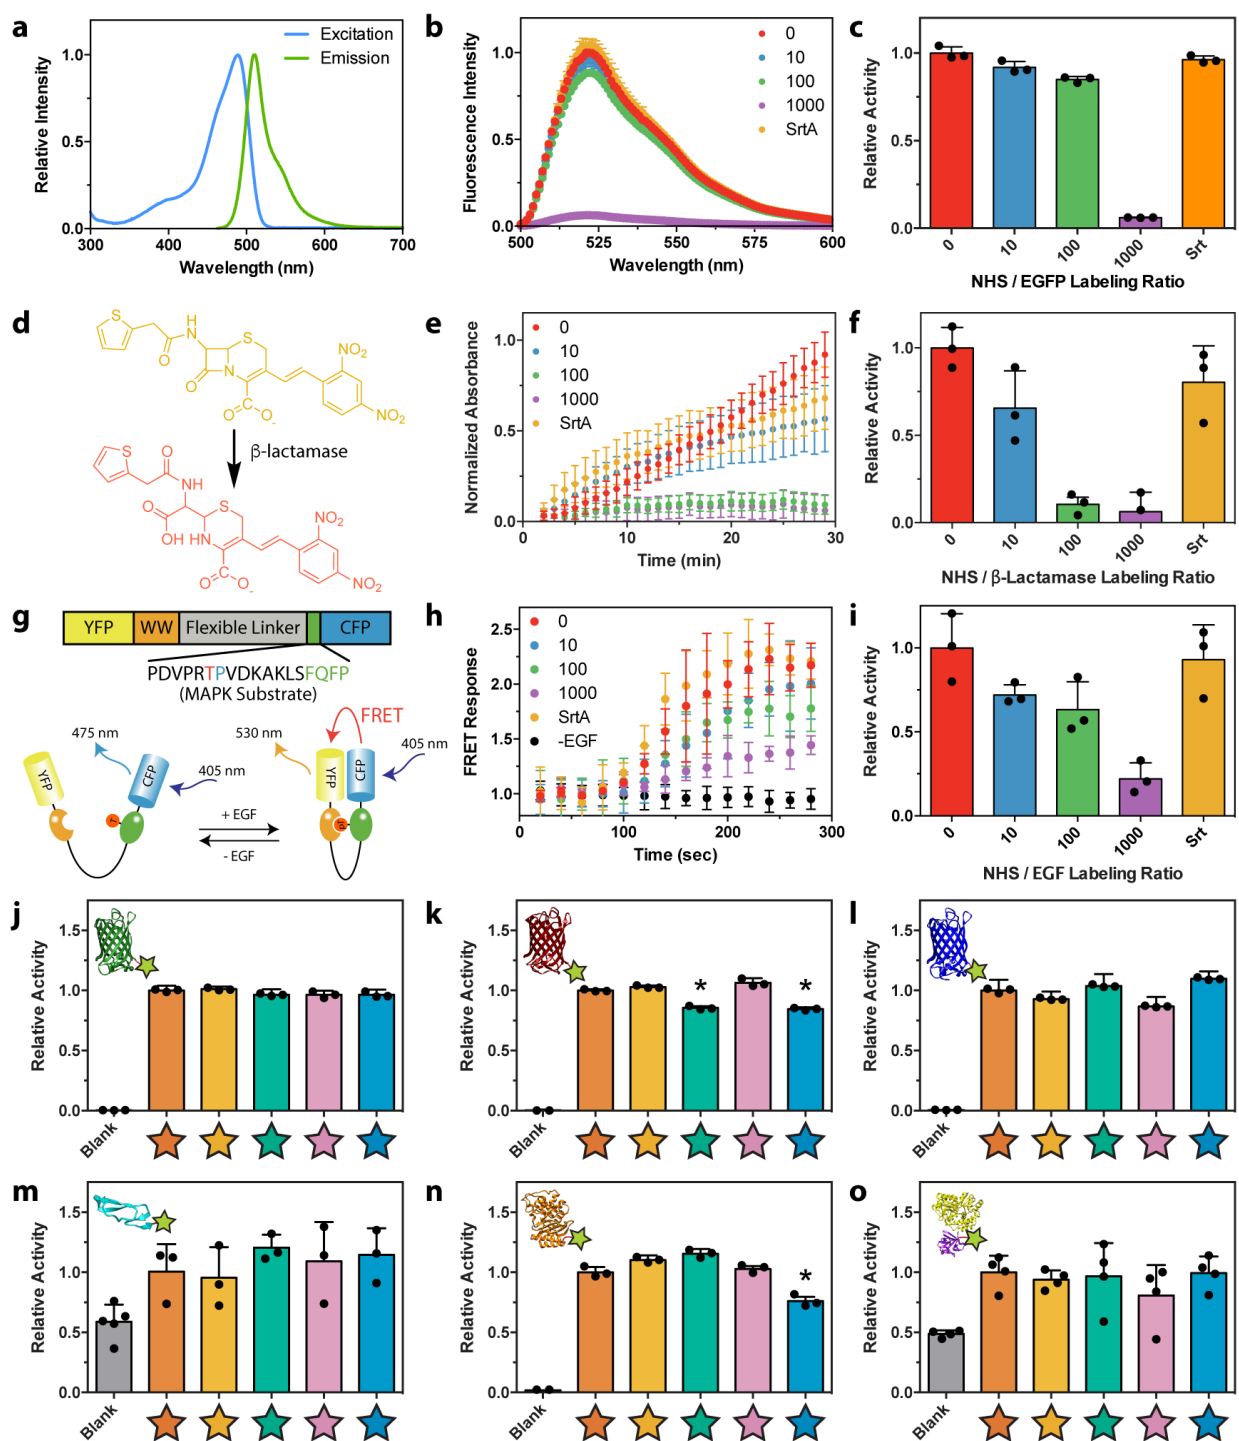 a
Relative Intensity
1.0
0.5
0.0
300
400
500
600
700
Wavelength (nm)
Excitation
Emission
b
Fluorescence Intensity
1.0
0.5
0.0
500
525
550
575
600
Wavelength (nm)
0
10
100
1000
SrtA
c
Relative Activity
1.0
0.5
0.0
0
10
100
1000
Srt
NHS / EGFP Labeling Ratio
d
S
H
N
O
S
N
O
NO2
NO2
O
C
O-
β-lactamase
S
O
NH
O
C
OH
S
HN
NO2
NO2
O
C
O-
e
Normalized Absorbance
1.0
0.5
0.0
0
10
20
30
Time (min)
0
10
100
1000
SrtA
f
Relative Activity
1.0
0.5
0.0
0
10
100
1000
Srt
NHS / β-Lactamase Labeling Ratio
g
YFP WW Flexible Linker CFP
PDVPRTPVDKAKLSFQFP
(MAPK Substrate)
FRET
475 nm
530 nm
405 nm
405 nm
YFP
CFP
YFP
CFP
T
pT
+ EGF
- EGF
h
FRET Response
2.5
2.0
1.5
1.0
0
100
200
300
Time (sec)
0
10
100
1000
SrtA
-EGF
i
Relative Activity
1.0
0.5
0.0
0
10
100
1000
Srt
NHS / EGF Labeling Ratio
j
Relative Activity
1.5
1.0
0.5
0.0
Blank
k
Relative Activity
1.5
1.0
0.5
0.0
*
*
Blank
l
Relative Activity
1.5
1.0
0.5
0.0
Blank
m
Relative Activity
1.5
1.0
0.5
0.0
Blank
n
Relative Activity
1.5
1.0
0.5
0.0
*
Blank
o
Relative Activity
1.5
1.0
0.5
0.0
Blank